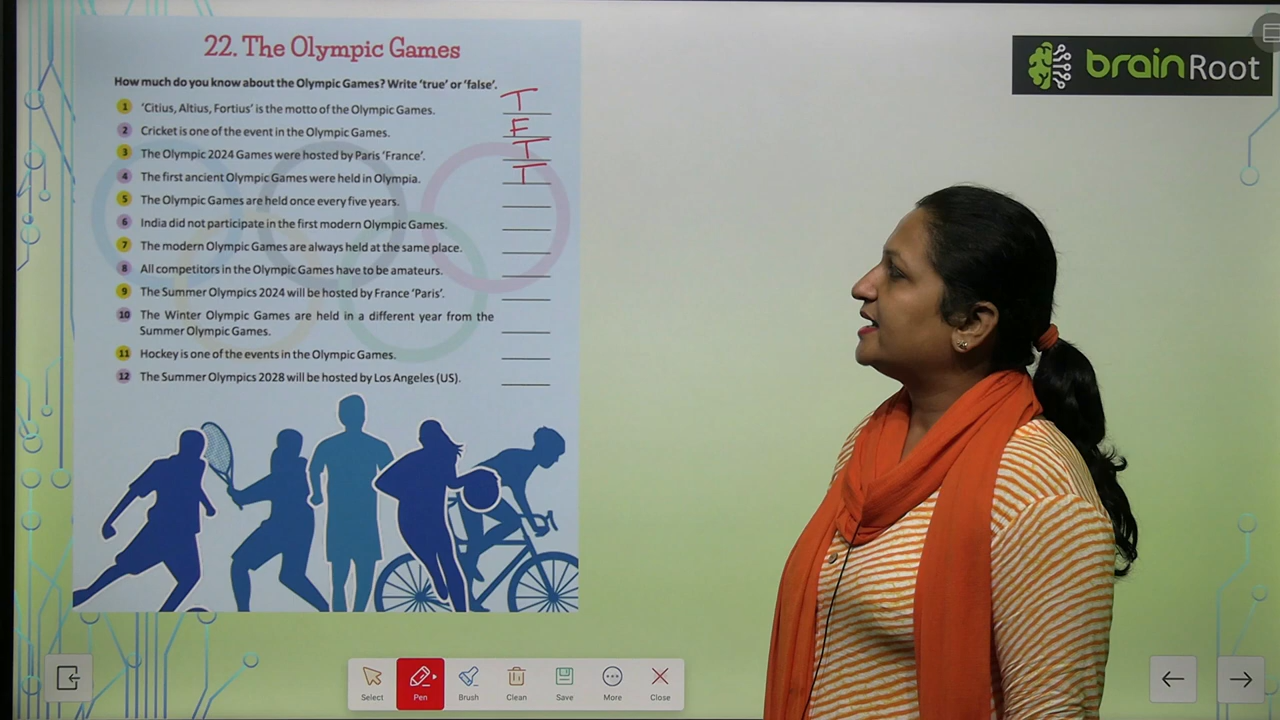 22. The Olympic Games
brainRoot
How much do you know about the Olympic Games? Write 'true' or 'false'.
1 'Citius, Altius, Fortius' is the motto of the Olympic Games. T
2 Cricket is one of the event in the Olympic Games. F
3 The Olympic 2024 Games were hosted by Paris 'France'. T
4 The first ancient Olympic Games were held in Olympia. T
5 The Olympic Games are held once every five years.
6 India did not participate in the first modern Olympic Games.
7 The modern Olympic Games are always held at the same place.
8 All competitors in the Olympic Games have to be amateurs.
9 The Summer Olympics 2024 will be hosted by France 'Paris'.
10 The Winter Olympic Games are held in a different year from the
Summer Olympic Games.
11 Hockey is one of the events in the Olympic Games.
12 The Summer Olympics 2028 will be hosted by Los Angeles (US).
Select Pen Brush Clean Save More Close